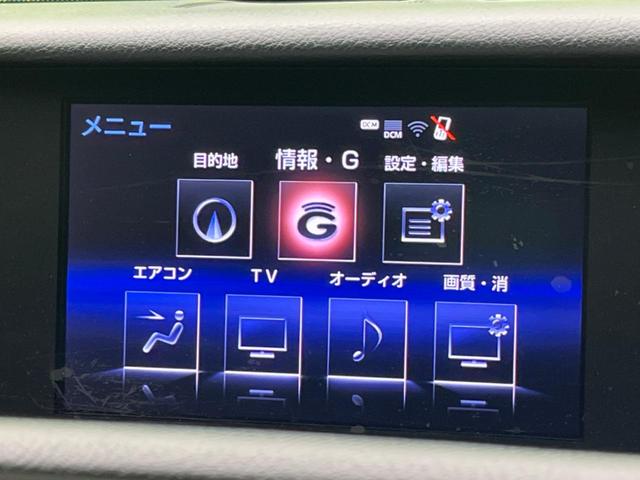 メニュー
DCM
DCM
目的地
情報・G
設定・編集
G
エアコン
TV
オーディオ
画質・消